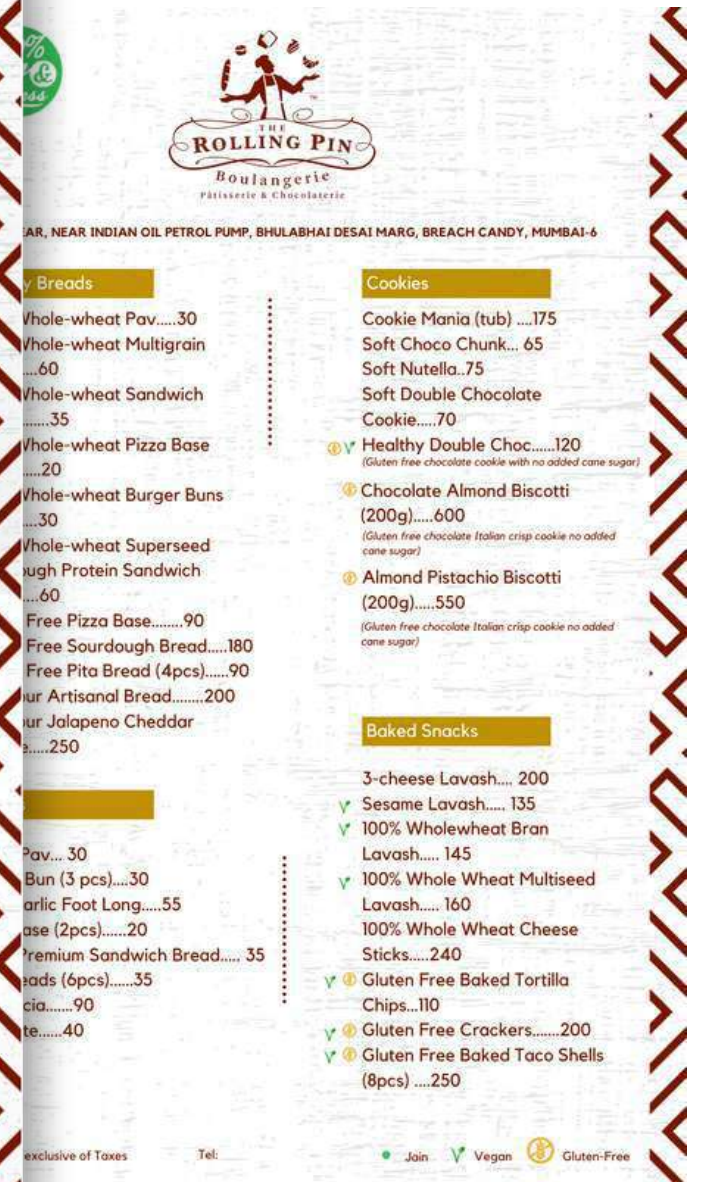 THE
ROLLING PIN
Boulangerie
Pâtisserie & Chocolaterie
NEAR INDIAN OIL PETROL PUMP, BHULABHAI DESAI MARG, BREACH CANDY, MUMBAI-6
Breads
Whole-wheat Pav.....30
Whole-wheat Multigrain
....60
Whole-wheat Sandwich
........35
Whole-wheat Pizza Base
.....20
Whole-wheat Burger Buns
....30
Whole-wheat Superseed
Protein Sandwich
.....60
Free Pizza Base........90
Free Sourdough Bread.....180
Free Pita Bread (4pcs)......90
Artisanal Bread........200
Jalapeno Cheddar
.....250
Pav... 30
Bun (3 pcs)....30
Foot Long.....55
(2pcs)......20
Premium Sandwich Bread..... 35
(6pcs)......35
.......90
......40
Cookies
Cookie Mania (tub) ....175
Soft Choco Chunk... 65
Soft Nutella..75
Soft Double Chocolate
Cookie.....70
Healthy Double Choc......120
(Gluten free chocolate cookie with no added cane sugar)
Chocolate Almond Biscotti
(200g).....600
(Gluten free chocolate Italian crisp cookie no added
cane sugar)
Almond Pistachio Biscotti
(200g).....550
(Gluten free chocolate Italian crisp cookie no added
cane sugar)
Baked Snacks
3-cheese Lavash.... 200
Sesame Lavash..... 135
100% Wholewheat Bran
Lavash..... 145
100% Whole Wheat Multiseed
Lavash..... 160
100% Whole Wheat Cheese
Sticks.....240
Gluten Free Baked Tortilla
Chips...110
Gluten Free Crackers.......200
Gluten Free Baked Taco Shells
(8pcs) ....250
exclusive of Taxes
Tel:
Jain
Vegan
Gluten-Free